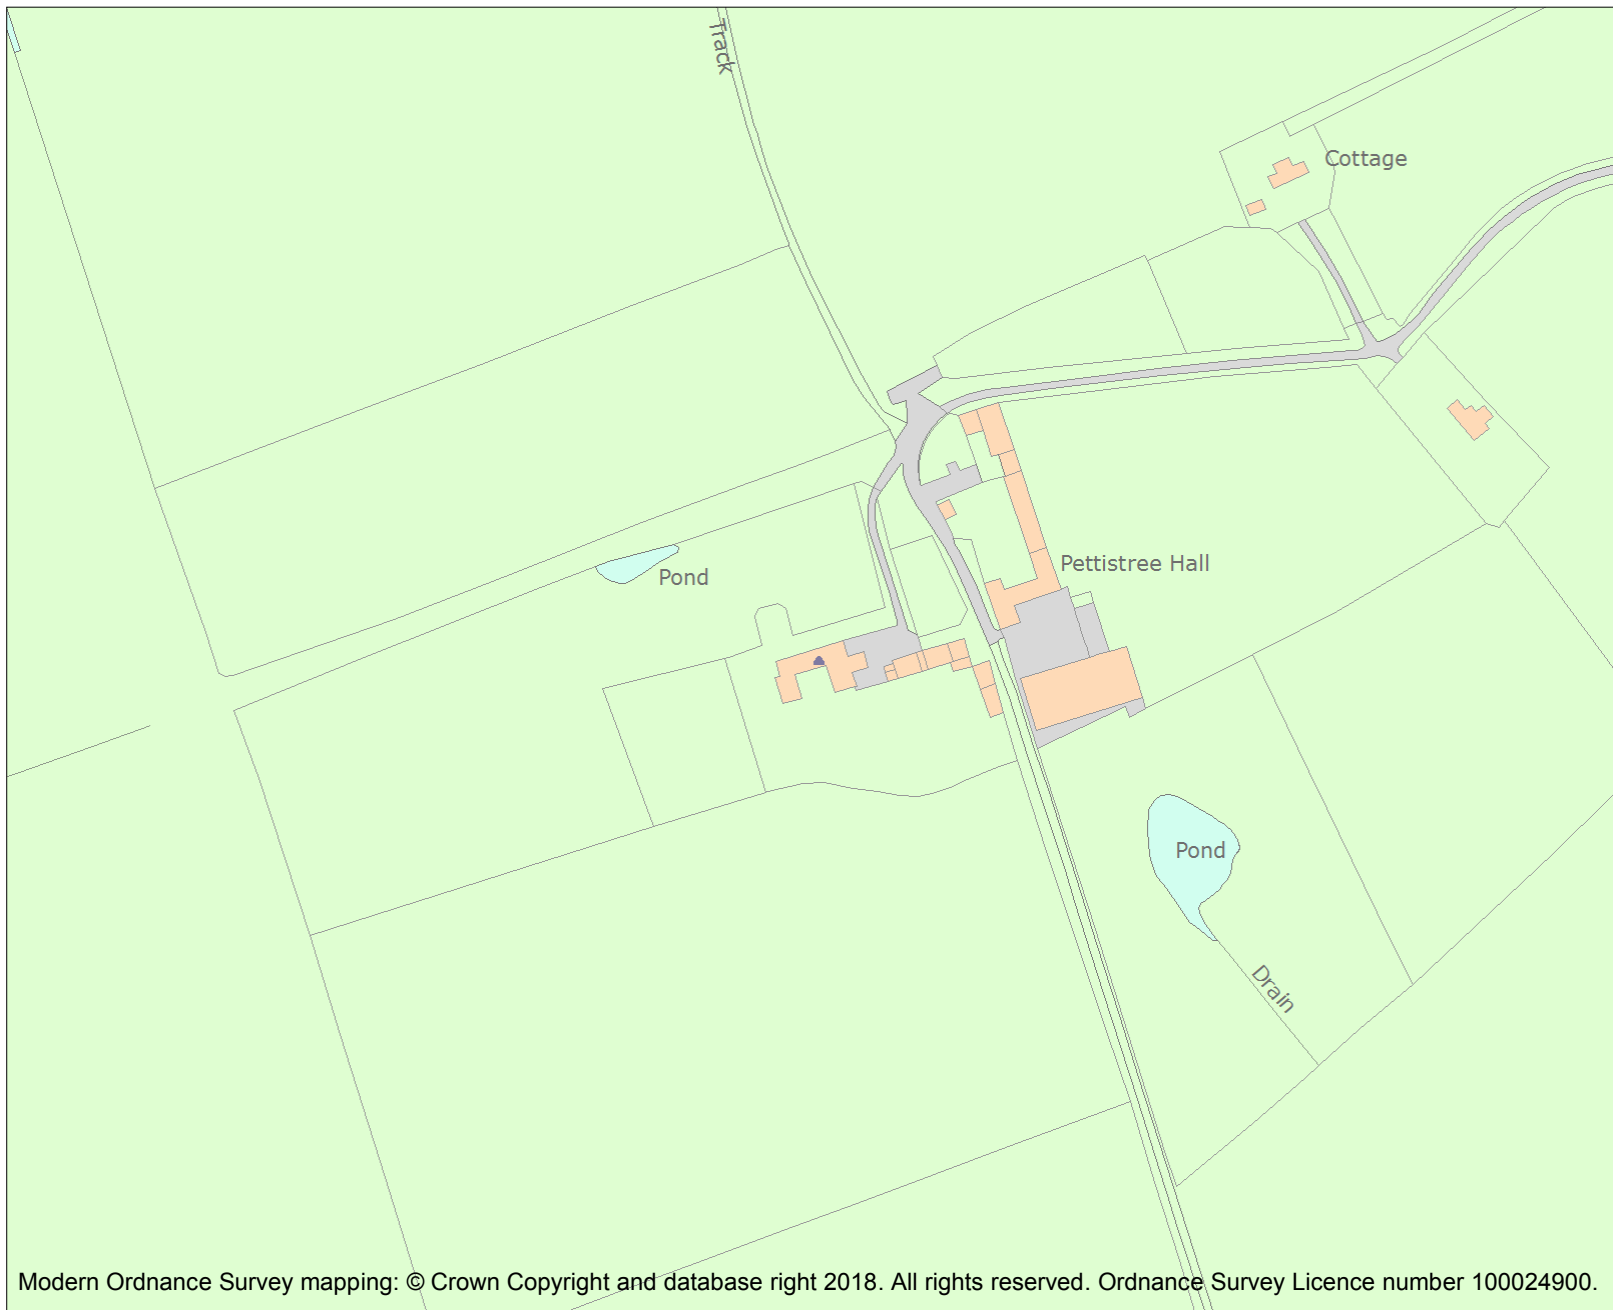 Track
Cottage
Pettistree Hall
Pond
Pond
Drain
Modern Ordnance Survey mapping: © Crown Copyright and database right 2018. All rights reserved. Ordnance Survey Licence number 100024900.